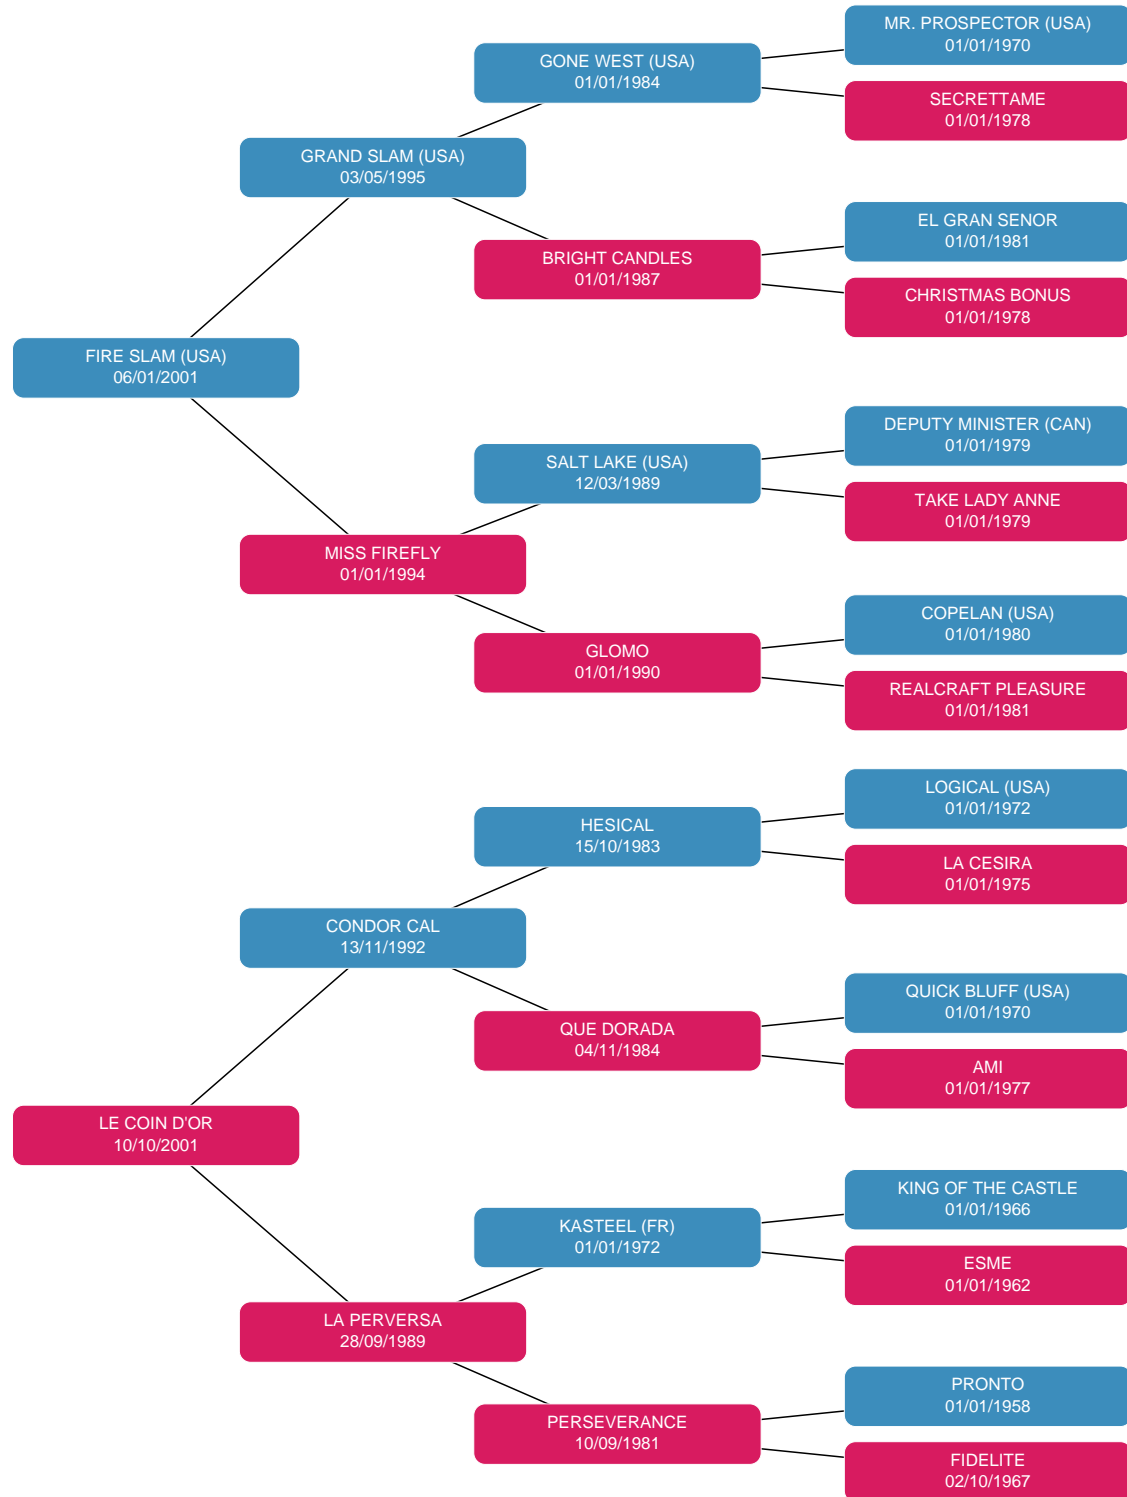 MR. PROSPECTOR (USA)
01/01/1970
GONE WEST (USA)
01/01/1984
SECRETTAME
01/01/1978
GRAND SLAM (USA)
03/05/1995
EL GRAN SENOR
01/01/1981
BRIGHT CANDLES
01/01/1987
CHRISTMAS BONUS
01/01/1978
FIRE SLAM (USA)
06/01/2001
DEPUTY MINISTER (CAN)
01/01/1979
SALT LAKE (USA)
12/03/1989
TAKE LADY ANNE
01/01/1979
MISS FIREFLY
01/01/1994
COPELAN (USA)
01/01/1980
GLOMO
01/01/1990
REALCRAFT PLEASURE
01/01/1981
LOGICAL (USA)
01/01/1972
HESICAL
15/10/1983
LA CESIRA
01/01/1975
CONDOR CAL
13/11/1992
QUICK BLUFF (USA)
01/01/1970
QUE DORADA
04/11/1984
AMI
01/01/1977
LE COIN D'OR
10/10/2001
KING OF THE CASTLE
01/01/1966
KASTEEL (FR)
01/01/1972
ESME
01/01/1962
LA PERVERSA
28/09/1989
PRONTO
01/01/1958
PERSEVERANCE
10/09/1981
FIDELITE
02/10/1967